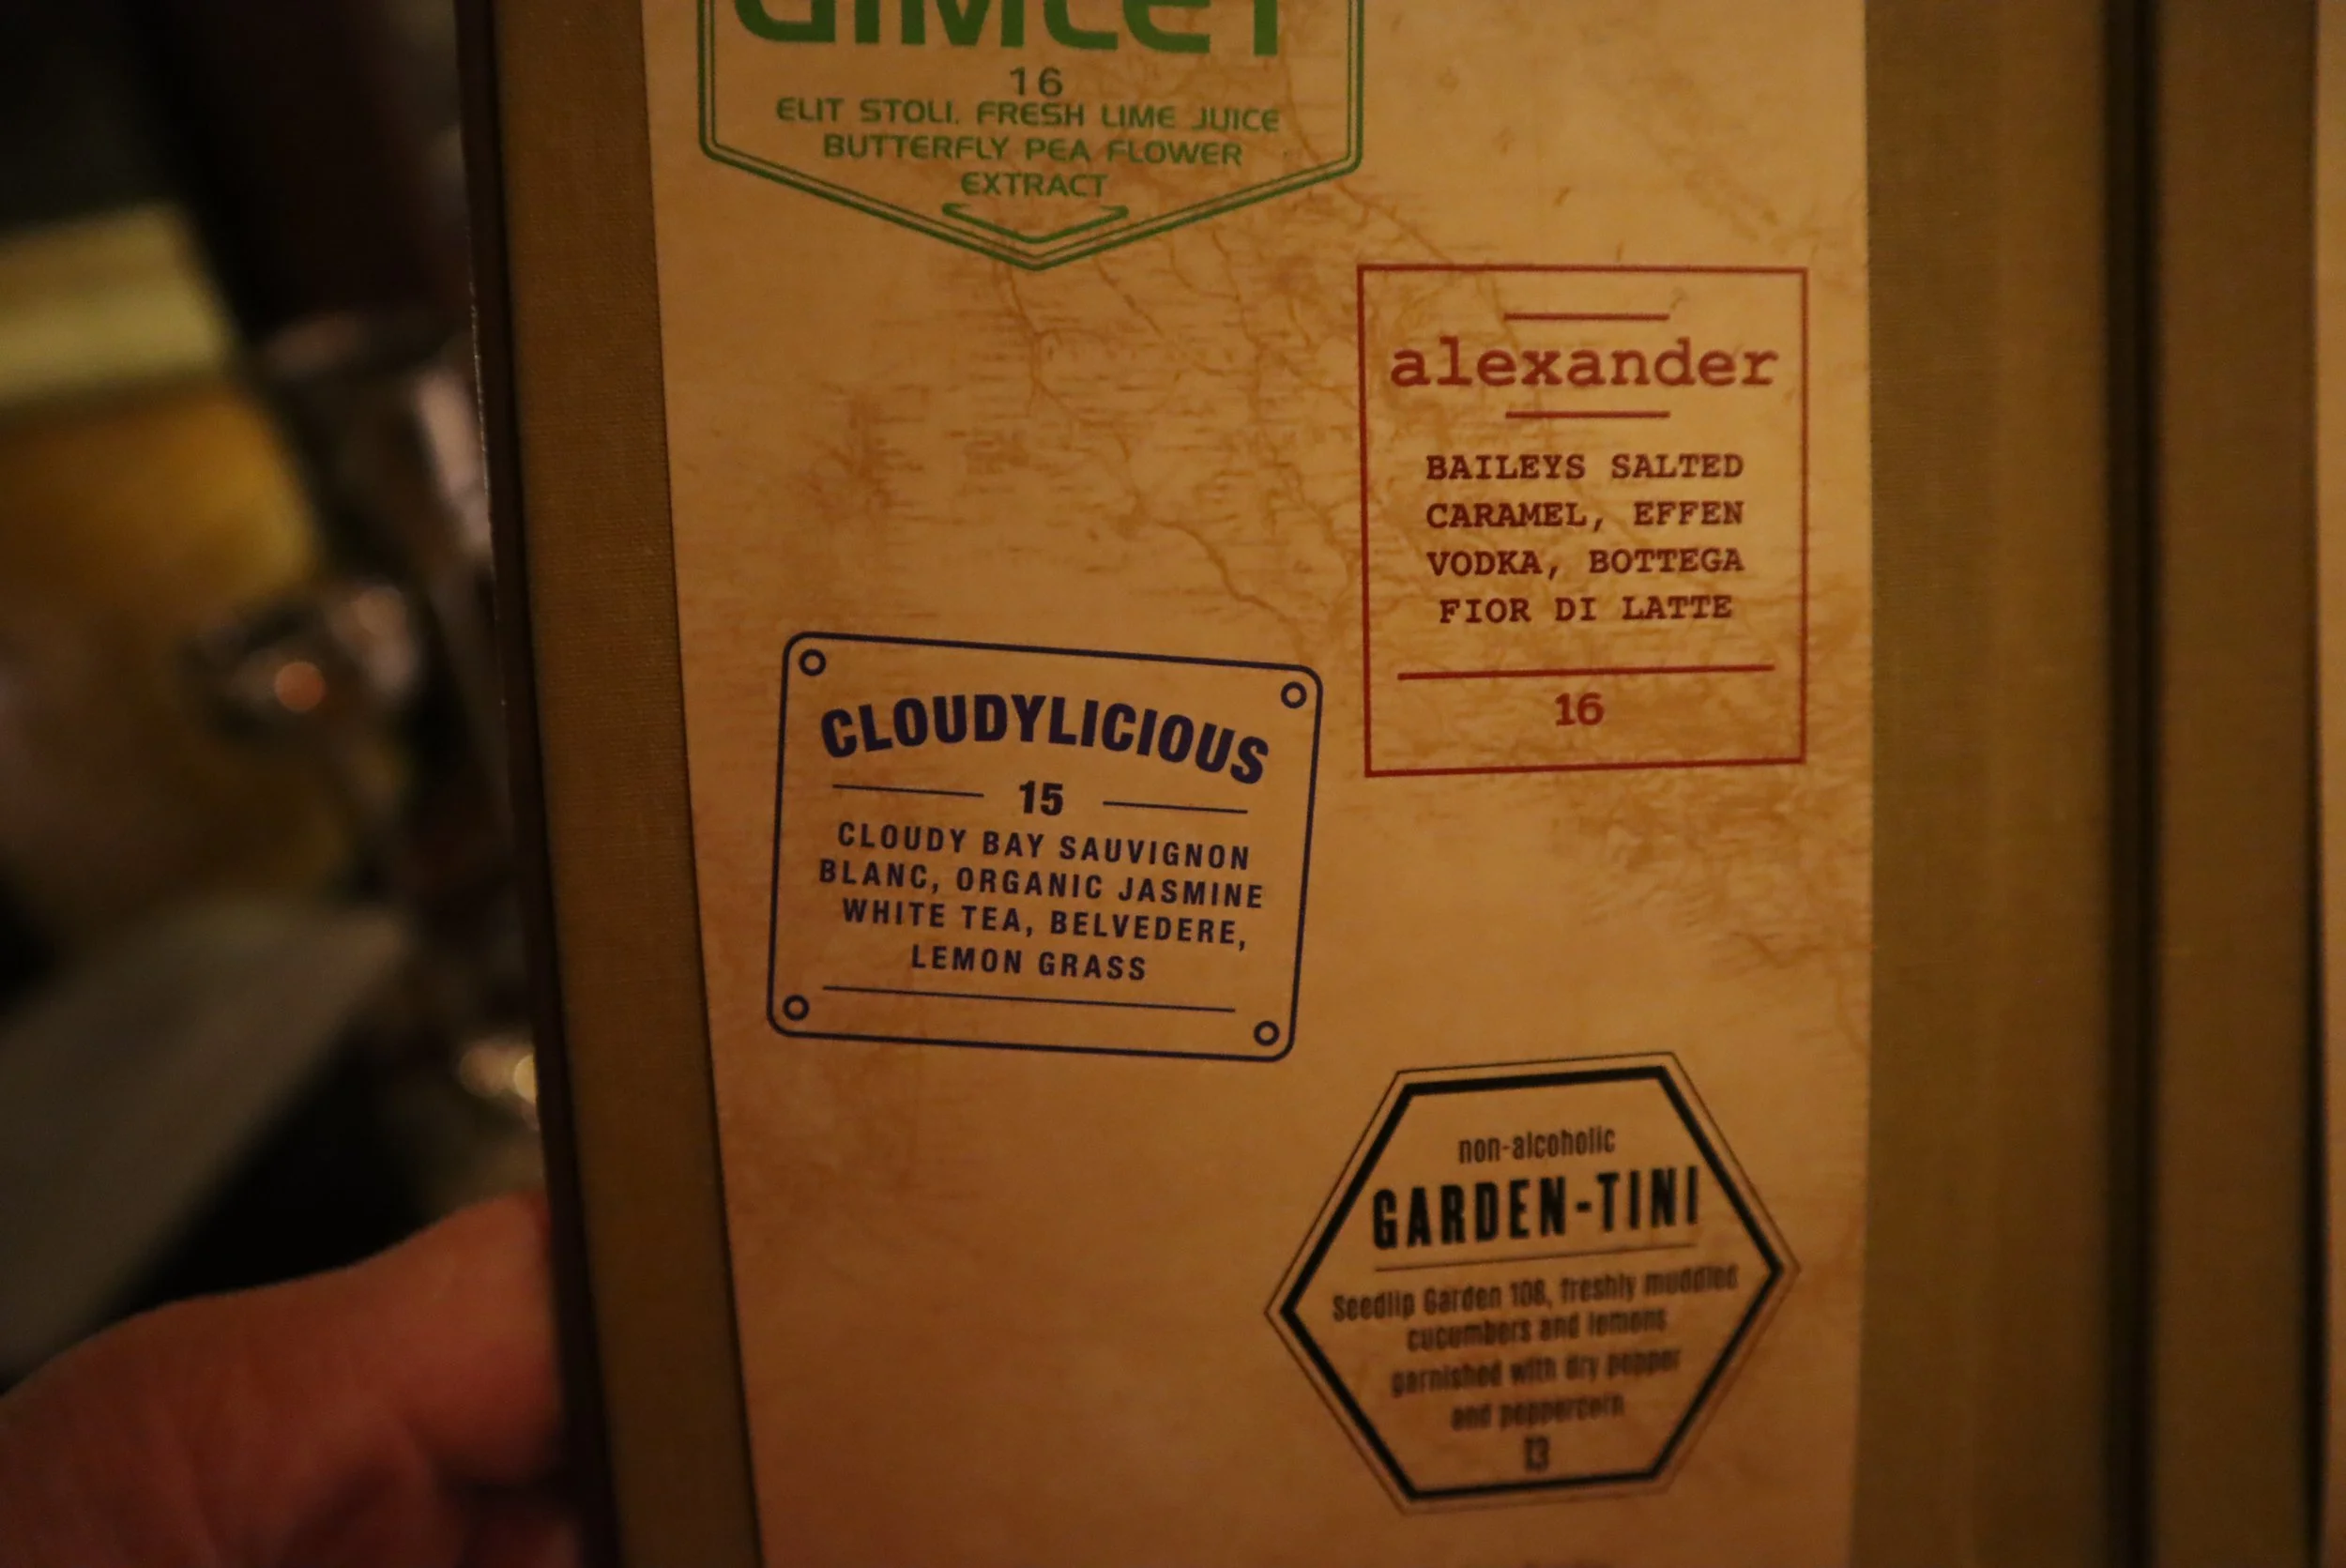 GIMLET
16
ELIT STOLI. FRESH LIME JUICE
BUTTERFLY PEA FLOWER
EXTRACT
alexander
BAILEYS SALTED
CARAMEL, EFFEN
VODKA, BOTTEGA
FIOR DI LATTE
16
CLOUDYLICIOUS
15
CLOUDY BAY SAUVIGNON
BLANC, ORGANIC JASMINE
WHITE TEA, BELVEDERE,
LEMON GRASS
non-alcoholic
GARDEN-TINI
Seedlip Garden 108, freshly muddled
cucumbers and lemons
garnished with dry pepper
and peppercorn
13